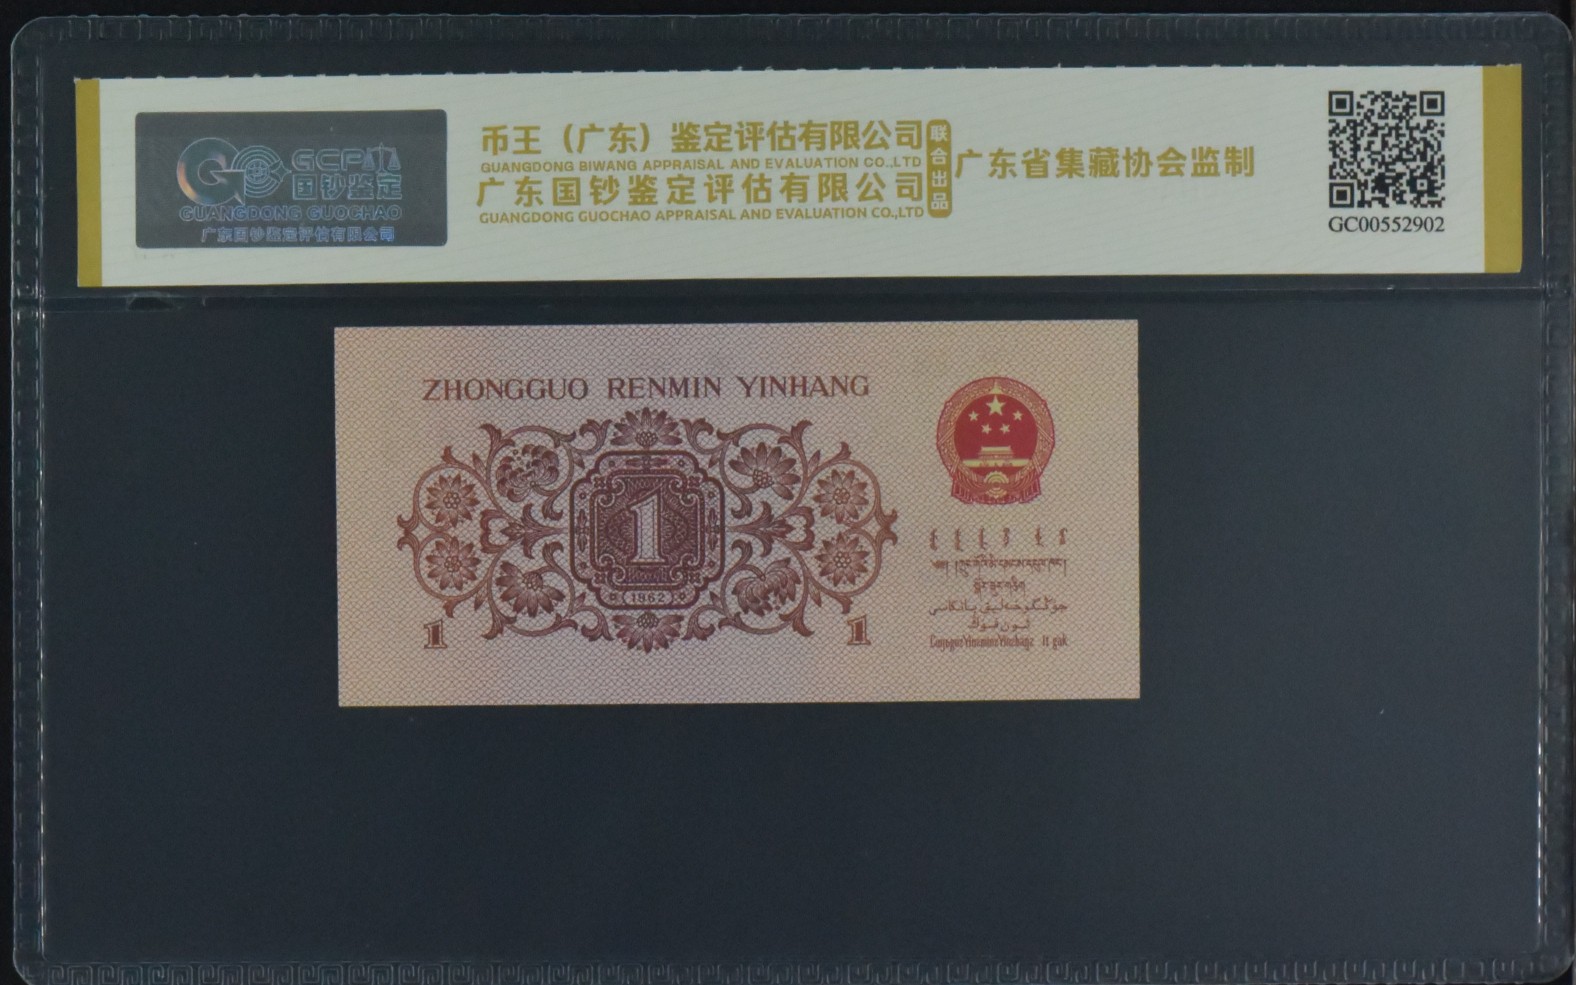 GCPA
国钞鉴定
GUANGDONG GUOCHAO
广东国钞鉴定评估有限公司
币王（广东）鉴定评估有限公司
GUANGDONG BIWANG APPRAISAL AND EVALUATION CO.,LTD
广东国钞鉴定评估有限公司
GUANGDONG GUOCHAO APPRAISAL AND EVALUATION CO.,LTD
联合出品
广东省集藏协会监制
GC00552902
ZHONGGUO RENMIN YINHANG
1
1962
1
1